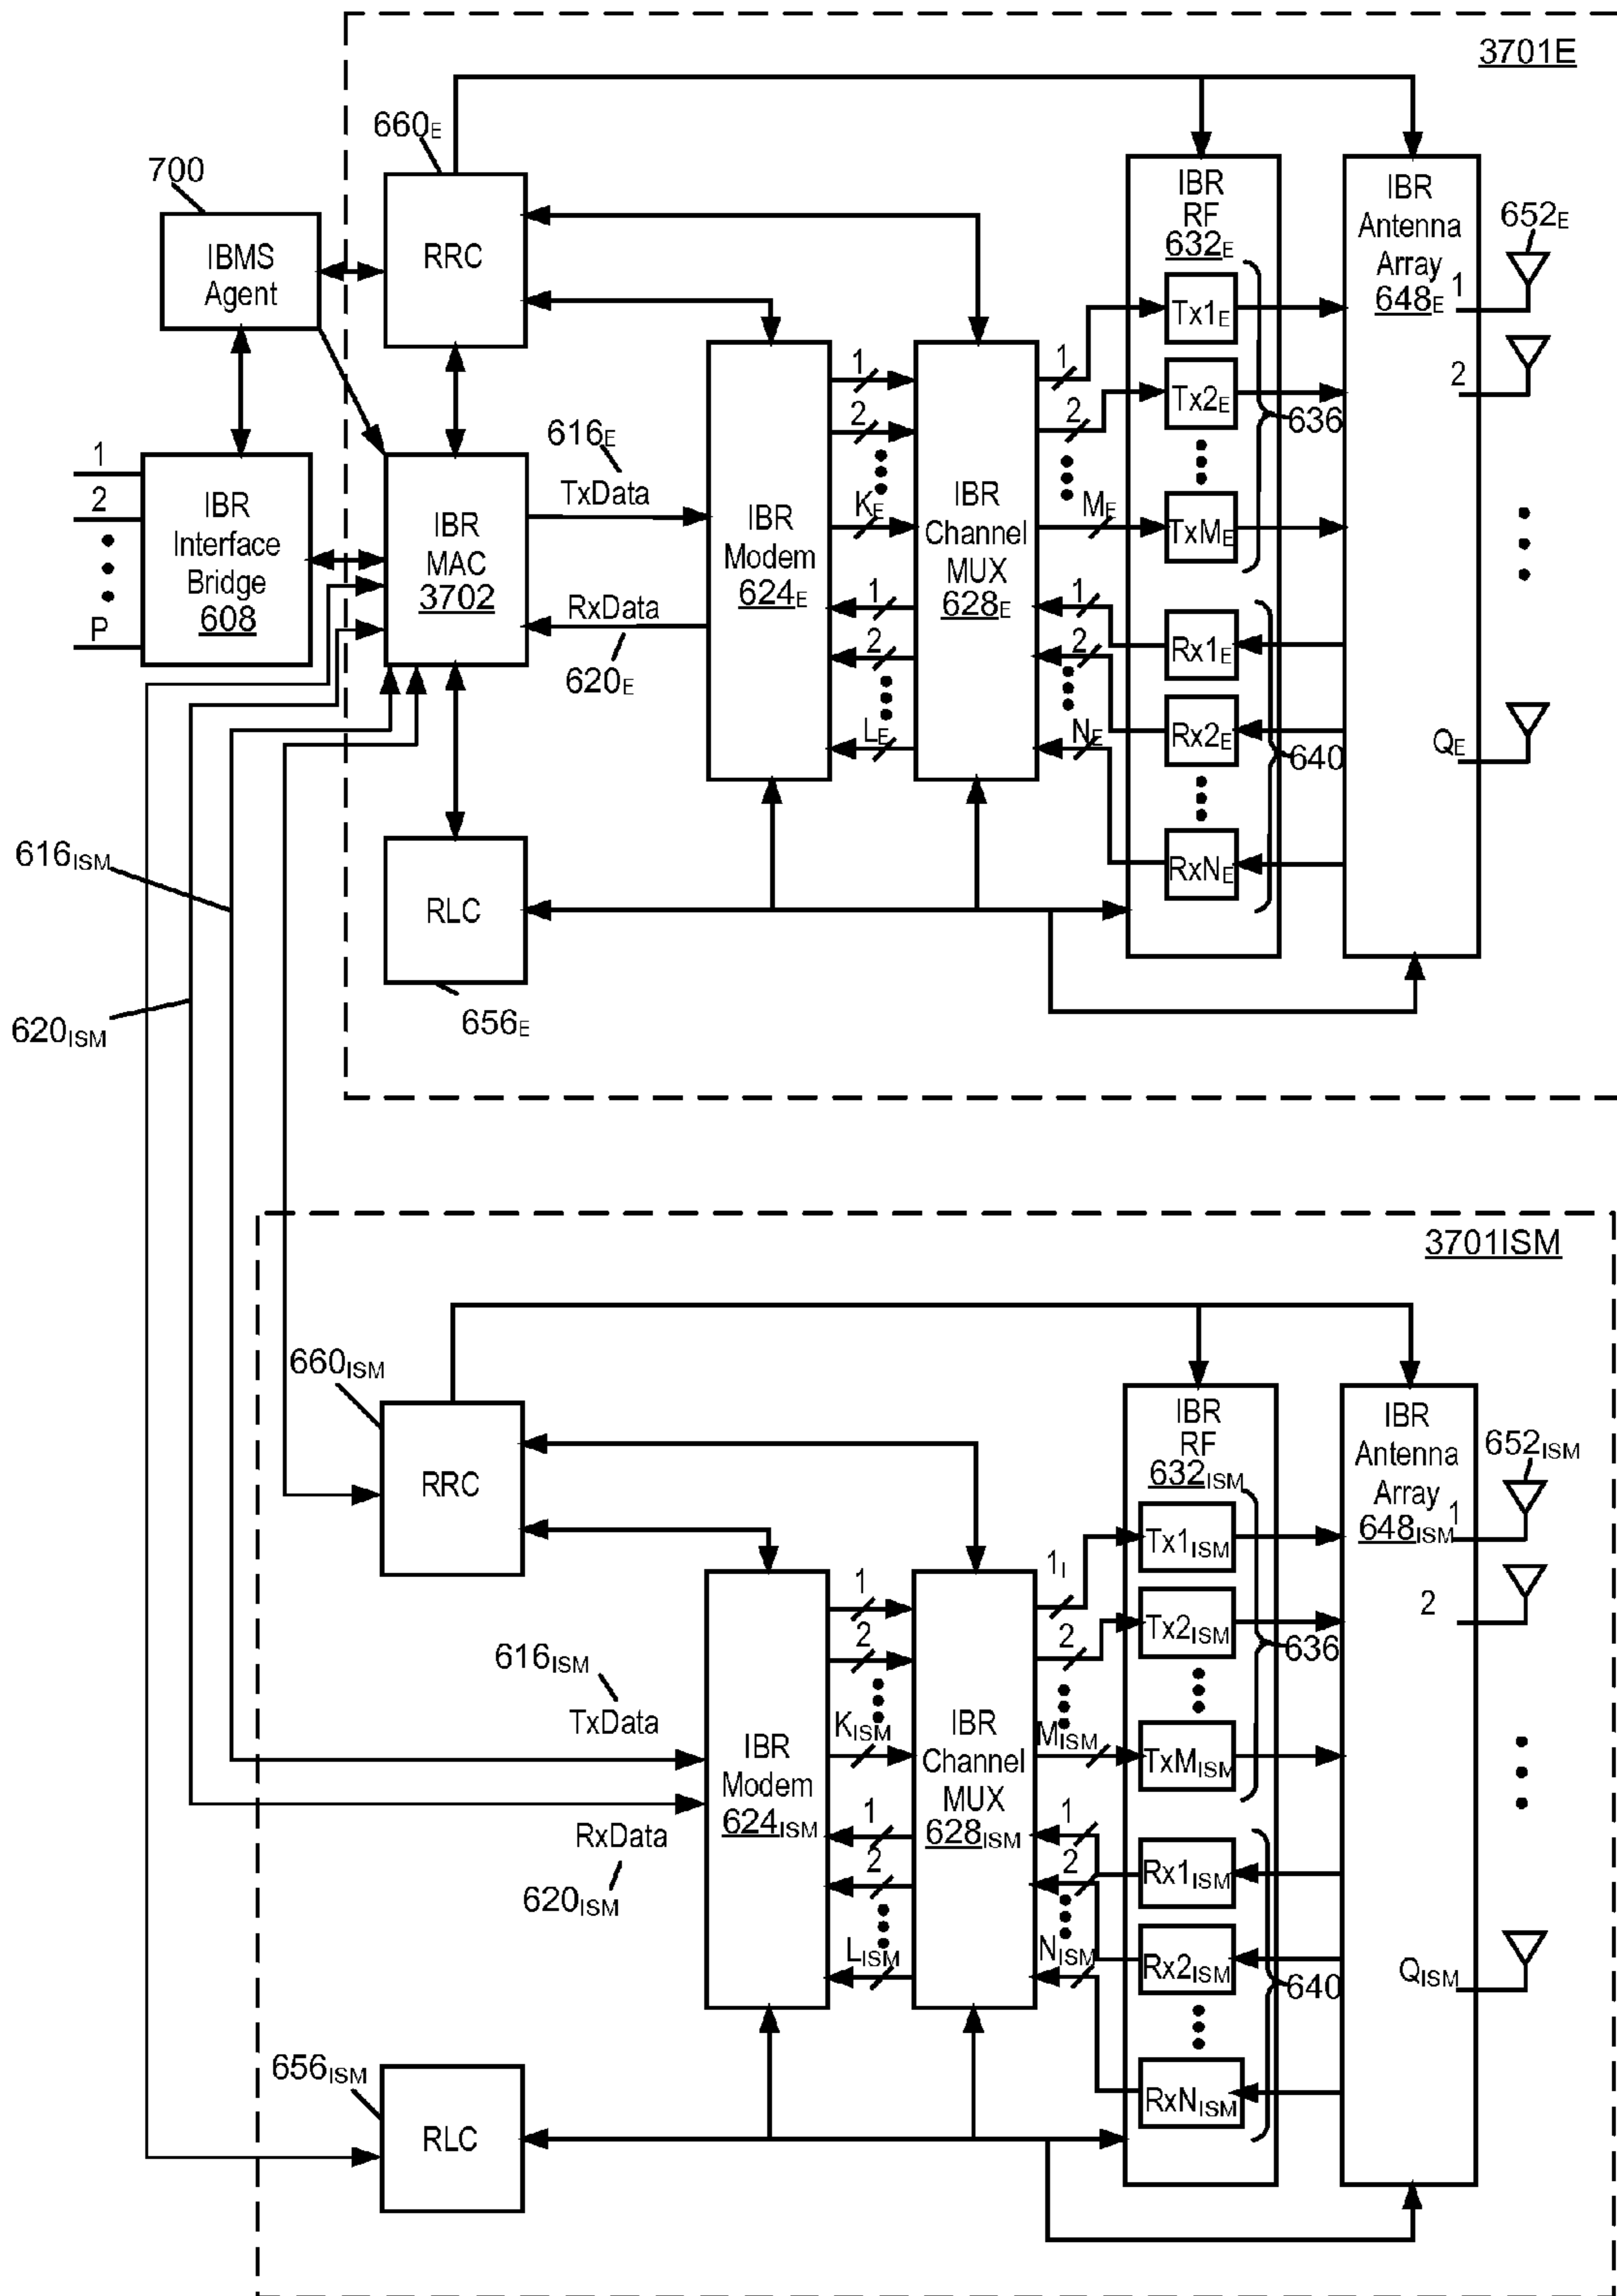 3701E
660E
700
IBMS
Agent
RRC
IBR
RF
632E
IBR
Antenna
Array
648E
652E
1
2
QE
Tx1E
Tx2E
TxME
636
Rx1E
Rx2E
RxNE
640
1
2
P
IBR
Interface
Bridge
608
IBR
MAC
3702
616E
TxData
RxData
620E
IBR
Modem
624E
1
2
KE
1
2
LE
IBR
Channel
MUX
628E
1
2
ME
1
2
NE
RLC
656E
616ISM
620ISM
3701ISM
660ISM
RRC
IBR
RF
632ISM
IBR
Antenna
Array
648ISM
652ISM
1
2
QISM
Tx1ISM
Tx2ISM
TxMISM
636
Rx1ISM
Rx2ISM
RxNISM
640
616ISM
TxData
RxData
620ISM
IBR
Modem
624ISM
1
2
KISM
1
2
LISM
IBR
Channel
MUX
628ISM
1I
2
MISM
1
2
NISM
656ISM
RLC